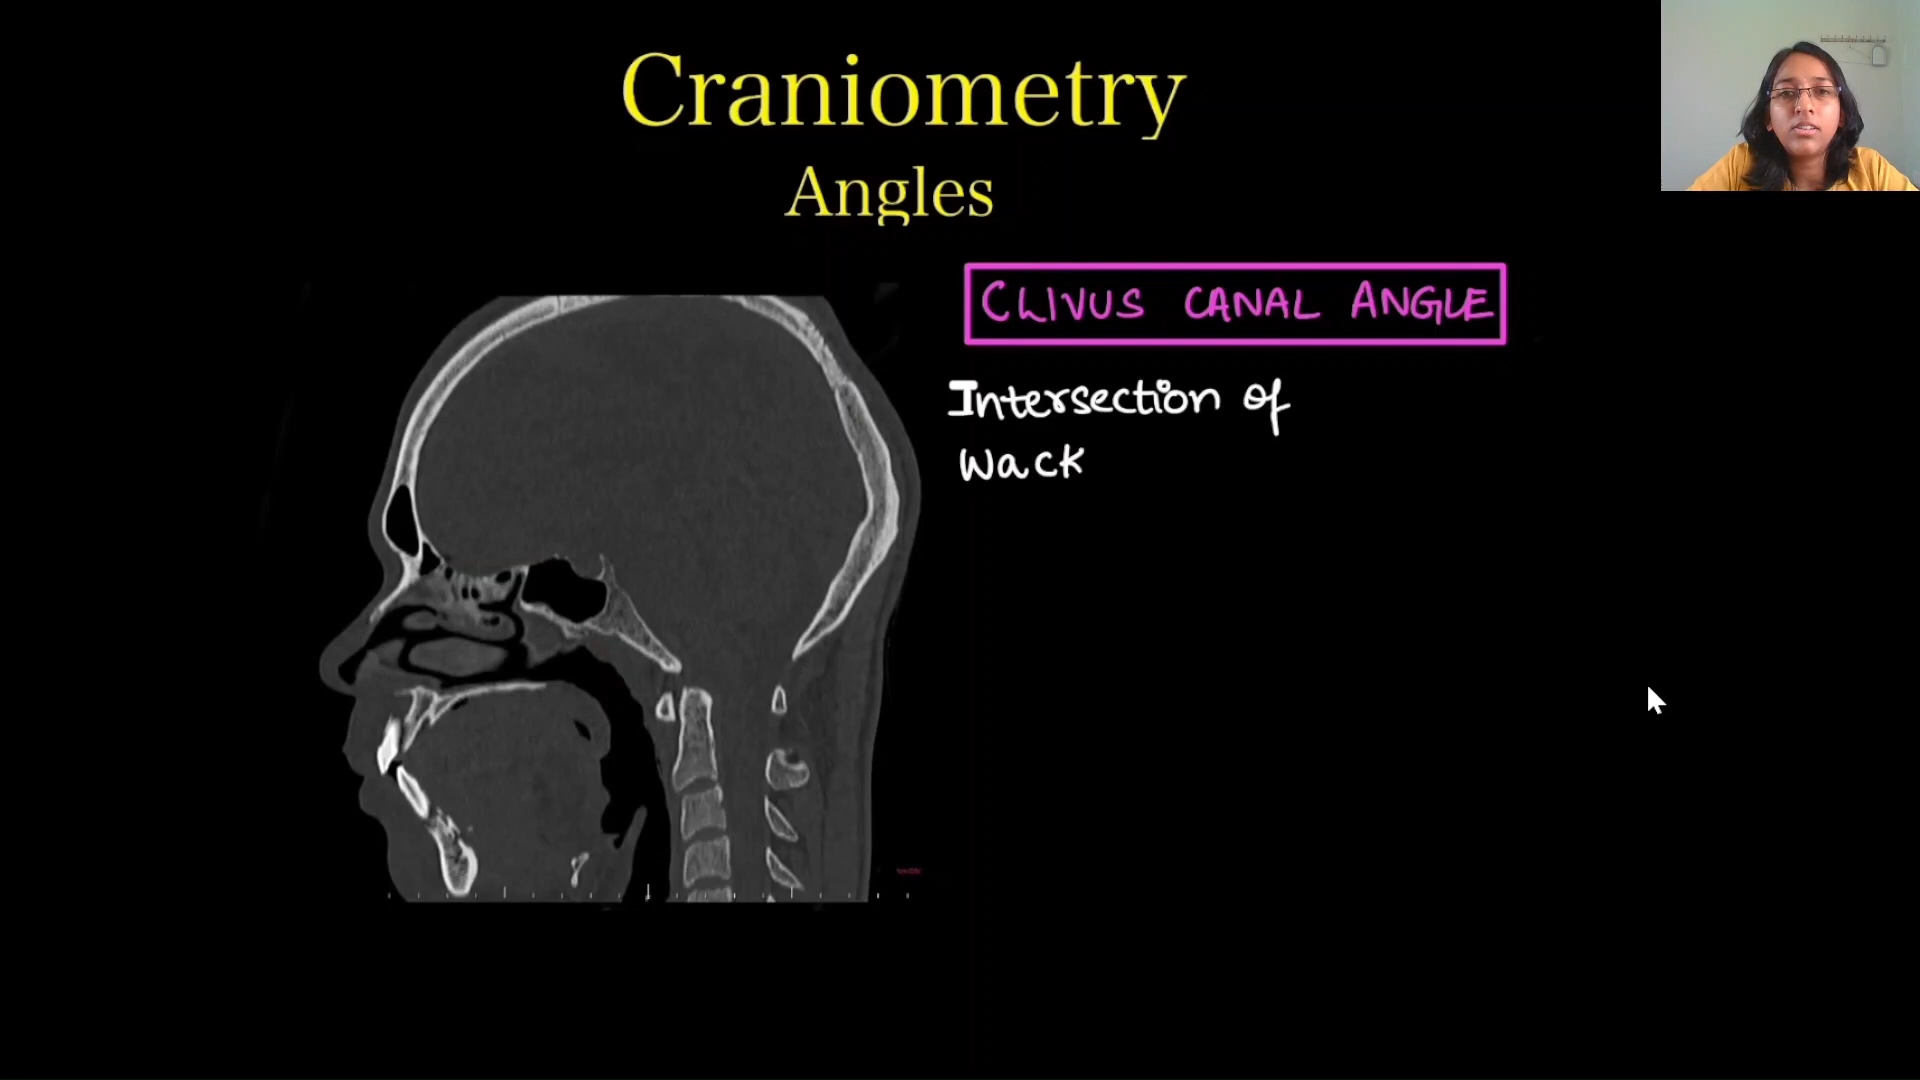 Craniometry
Angles
CLIVUS CANAL ANGLE
Intersection of
Wack